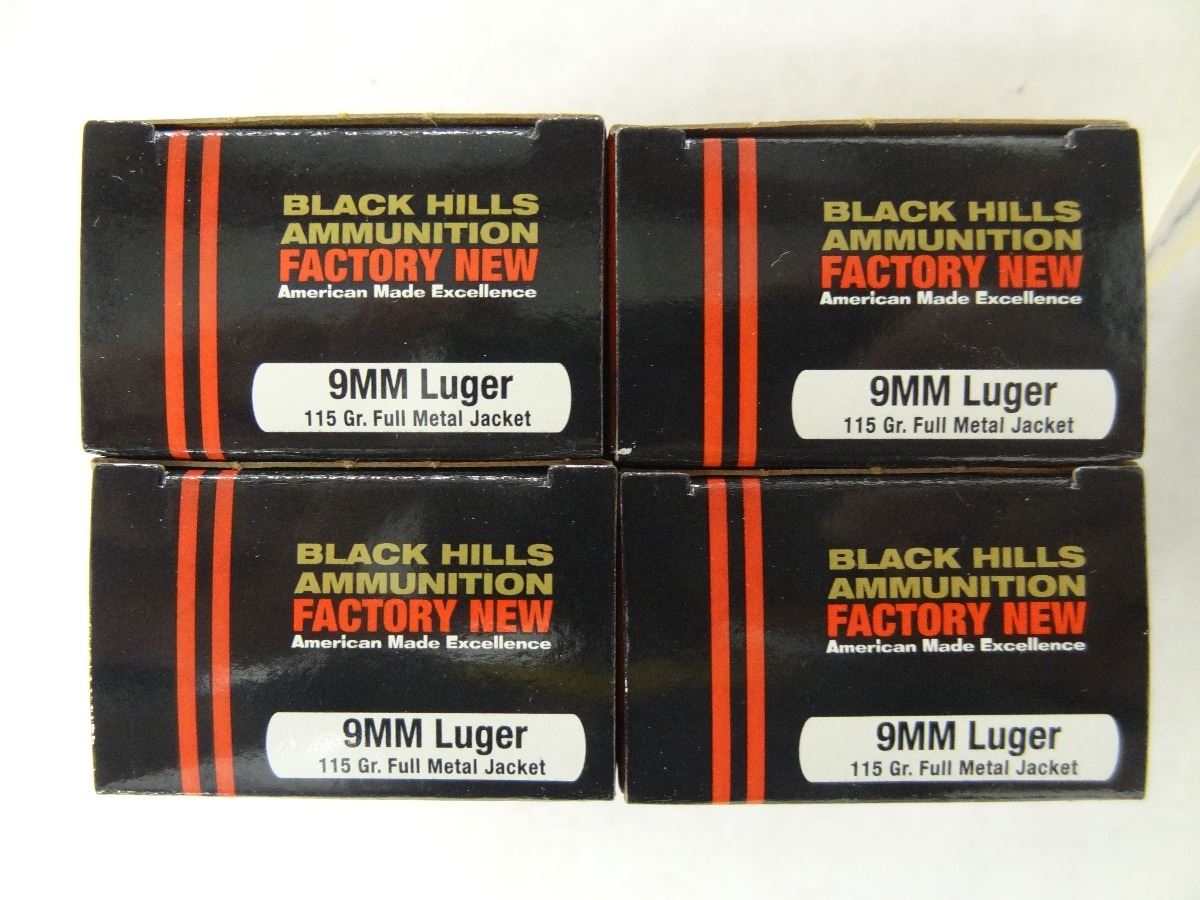 BLACK HILLS
AMMUNITION
FACTORY NEW
American Made Excellence
9MM Luger
115 Gr. Full Metal Jacket
BLACK HILLS
AMMUNITION
FACTORY NEW
American Made Excellence
9MM Luger
115 Gr. Full Metal Jacket
BLACK HILLS
AMMUNITION
FACTORY NEW
American Made Excellence
9MM Luger
115 Gr. Full Metal Jacket
BLACK HILLS
AMMUNITION
FACTORY NEW
American Made Excellence
9MM Luger
115 Gr. Full Metal Jacket